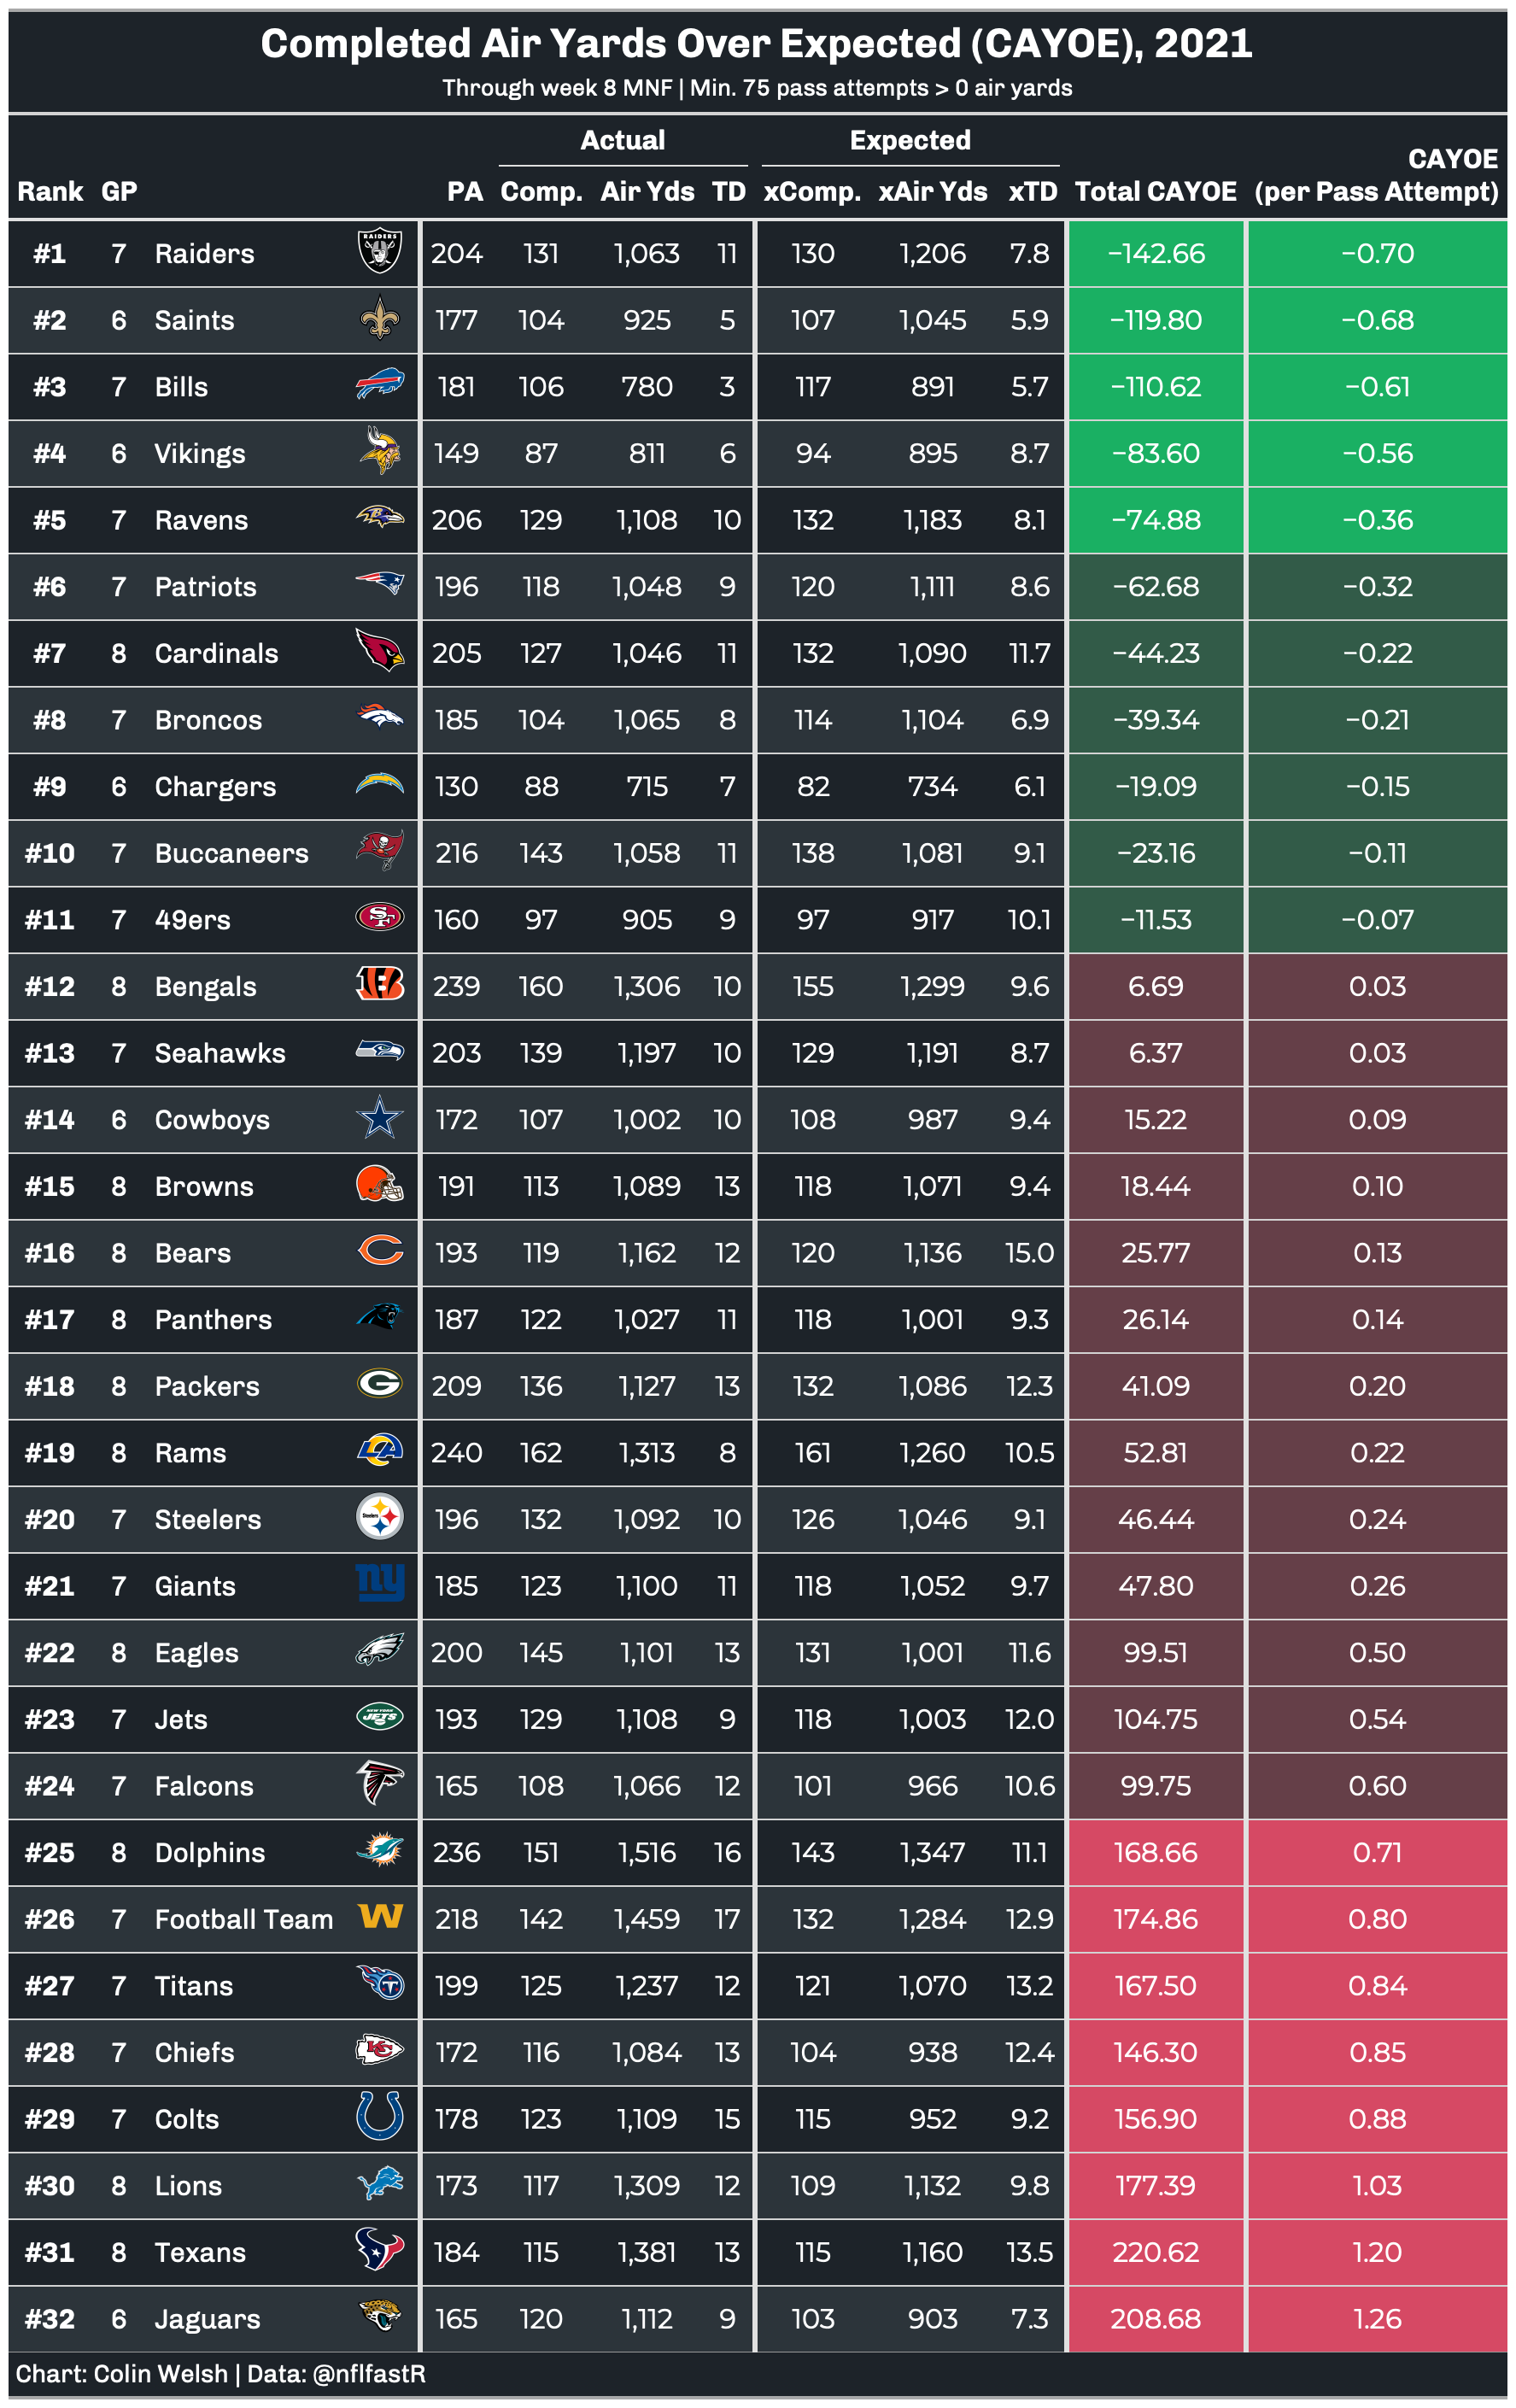 Completed Air Yards Over Expected (CAYOE), 2021
Through week 8 MNF | Min. 75 pass attempts > 0 air yards
Actual Expected
CAYOE
Rank GP PA Comp. Air Yds TD xComp. xAir Yds xTD Total CAYOE (per Pass Attempt)
#1 7 Raiders RAIDERS 204 131 1,063 11 130 1,206 7.8 −142.66 −0.70
#2 6 Saints 177 104 925 5 107 1,045 5.9 −119.80 −0.68
#3 7 Bills 181 106 780 3 117 891 5.7 −110.62 −0.61
#4 6 Vikings 149 87 811 6 94 895 8.7 −83.60 −0.56
#5 7 Ravens B 206 129 1,108 10 132 1,183 8.1 −74.88 −0.36
#6 7 Patriots 196 118 1,048 9 120 1,111 8.6 −62.68 −0.32
#7 8 Cardinals 205 127 1,046 11 132 1,090 11.7 −44.23 −0.22
#8 7 Broncos 185 104 1,065 8 114 1,104 6.9 −39.34 −0.21
#9 6 Chargers 130 88 715 7 82 734 6.1 −19.09 −0.15
#10 7 Buccaneers 216 143 1,058 11 138 1,081 9.1 −23.16 −0.11
#11 7 49ers SF 160 97 905 9 97 917 10.1 −11.53 −0.07
#12 8 Bengals B 239 160 1,306 10 155 1,299 9.6 6.69 0.03
#13 7 Seahawks 203 139 1,197 10 129 1,191 8.7 6.37 0.03
#14 6 Cowboys 172 107 1,002 10 108 987 9.4 15.22 0.09
#15 8 Browns 191 113 1,089 13 118 1,071 9.4 18.44 0.10
#16 8 Bears C 193 119 1,162 12 120 1,136 15.0 25.77 0.13
#17 8 Panthers 187 122 1,027 11 118 1,001 9.3 26.14 0.14
#18 8 Packers G 209 136 1,127 13 132 1,086 12.3 41.09 0.20
#19 8 Rams LA 240 162 1,313 8 161 1,260 10.5 52.81 0.22
#20 7 Steelers Steelers 196 132 1,092 10 126 1,046 9.1 46.44 0.24
#21 7 Giants ny 185 123 1,100 11 118 1,052 9.7 47.80 0.26
#22 8 Eagles 200 145 1,101 13 131 1,001 11.6 99.51 0.50
#23 7 Jets NEW YORK JETS 193 129 1,108 9 118 1,003 12.0 104.75 0.54
#24 7 Falcons 165 108 1,066 12 101 966 10.6 99.75 0.60
#25 8 Dolphins 236 151 1,516 16 143 1,347 11.1 168.66 0.71
#26 7 Football Team W 218 142 1,459 17 132 1,284 12.9 174.86 0.80
#27 7 Titans T 199 125 1,237 12 121 1,070 13.2 167.50 0.84
#28 7 Chiefs KC 172 116 1,084 13 104 938 12.4 146.30 0.85
#29 7 Colts 178 123 1,109 15 115 952 9.2 156.90 0.88
#30 8 Lions 173 117 1,309 12 109 1,132 9.8 177.39 1.03
#31 8 Texans 184 115 1,381 13 115 1,160 13.5 220.62 1.20
#32 6 Jaguars 165 120 1,112 9 103 903 7.3 208.68 1.26
Chart: Colin Welsh | Data: @nflfastR